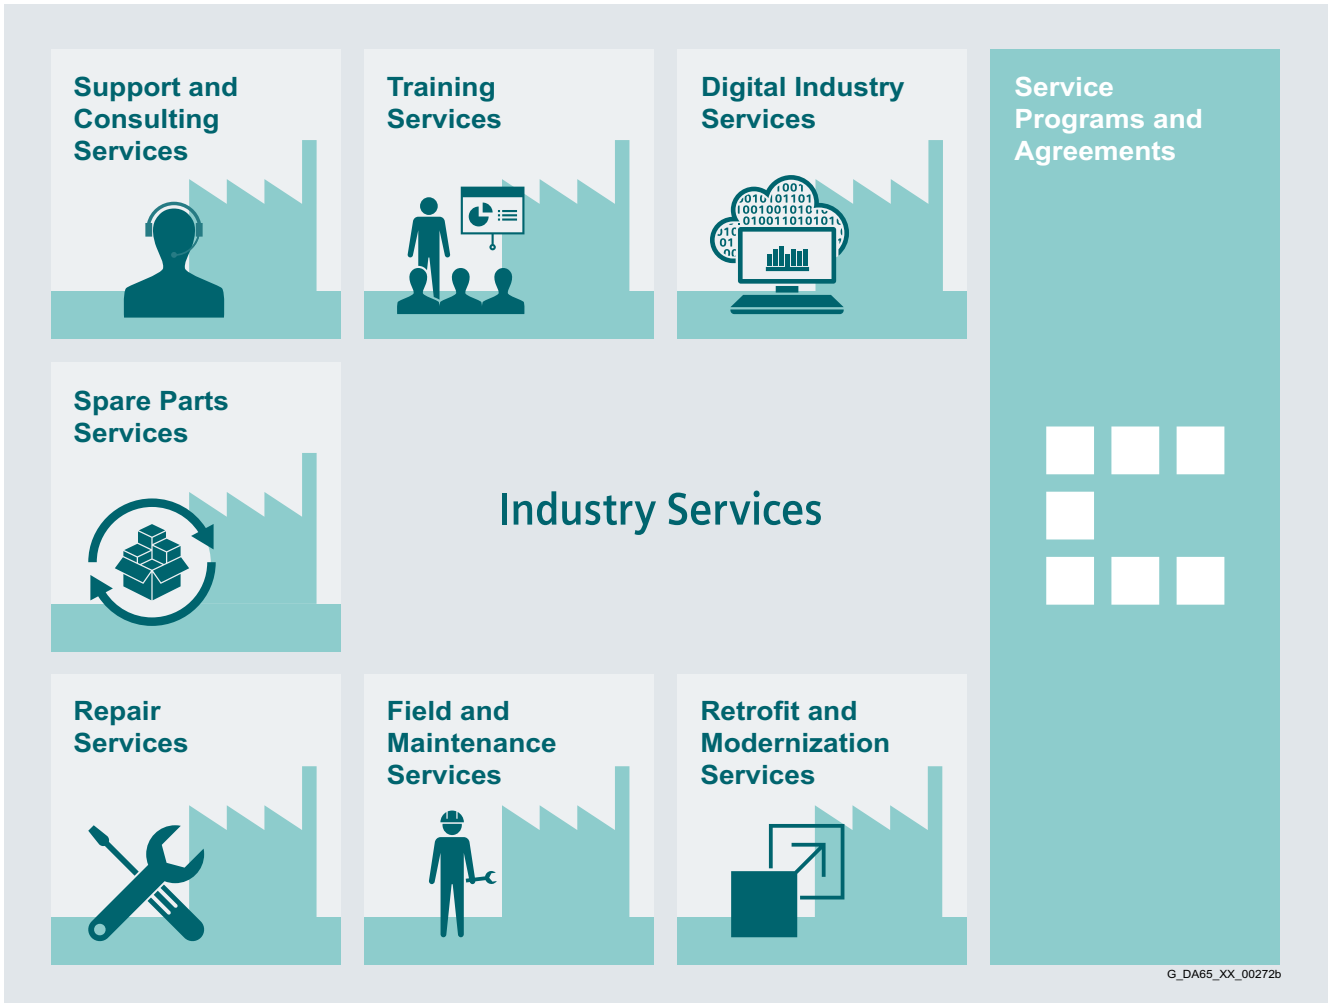 Support and
Consulting
Services
Training
Services
Digital Industry
Services
Service
Programs and
Agreements
Spare Parts
Services
Industry Services
Repair
Services
Field and
Maintenance
Services
Retrofit and
Modernization
Services
G_DA65_XX_00272b